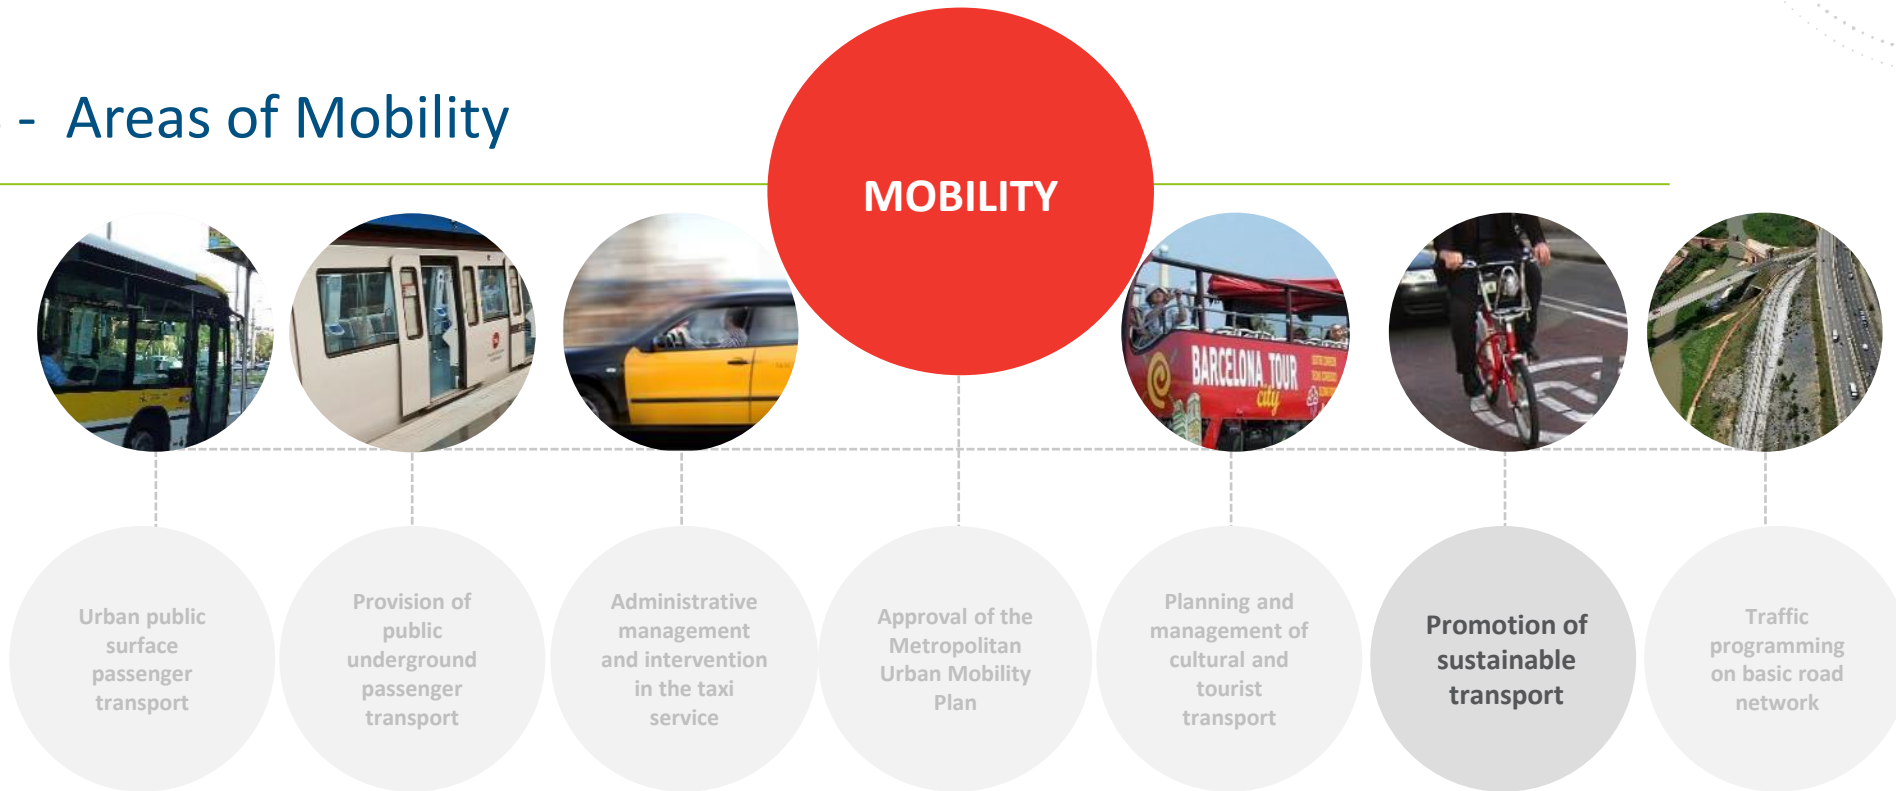 - Areas of Mobility
MOBILITY
BARCELONA TOUR
city
Urban public
surface
passenger
transport
Provision of
public
underground
passenger
transport
Administrative
management
and intervention
in the taxi
service
Approval of the
Metropolitan
Urban Mobility
Plan
Planning and
management of
cultural and
tourist
transport
Promotion of
sustainable
transport
Traffic
programming
on basic road
network